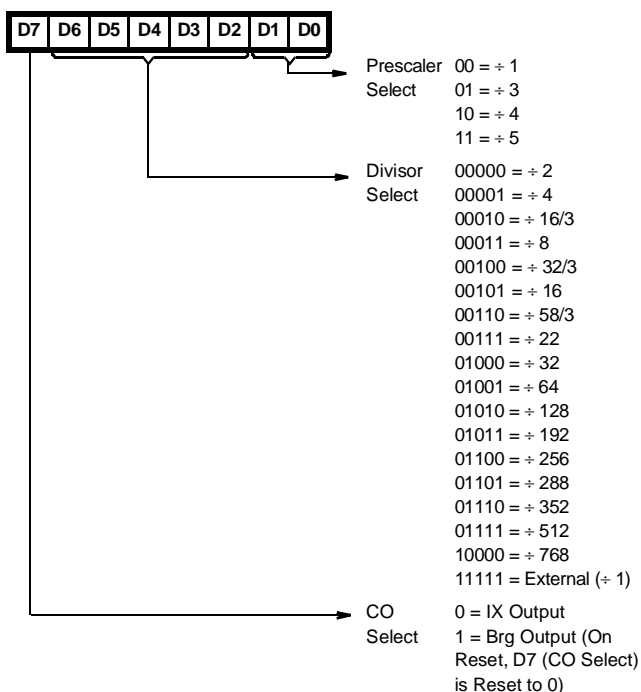 D7 D6 D5 D4 D3 D2 D1 D0
Prescaler 00 = ÷ 1
Select 01 = ÷ 3
10 = ÷ 4
11 = ÷ 5
Divisor 00000 = ÷ 2
Select 00001 = ÷ 4
00010 = ÷ 16/3
00011 = ÷ 8
00100 = ÷ 32/3
00101 = ÷ 16
00110 = ÷ 58/3
00111 = ÷ 22
01000 = ÷ 32
01001 = ÷ 64
01010 = ÷ 128
01011 = ÷ 192
01100 = ÷ 256
01101 = ÷ 288
01110 = ÷ 352
01111 = ÷ 512
10000 = ÷ 768
11111 = External (÷ 1)
CO 0 = IX Output
Select 1 = Brg Output (On
Reset, D7 (CO Select)
is Reset to 0)